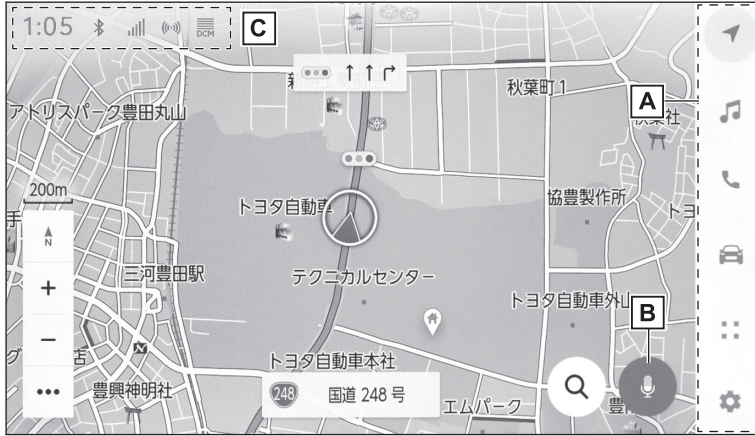 1:05
DCM
C
秋葉町1
A
アトリスパーク豊田丸山
200m
トヨタ自動車
協豊製作所
トヨ
N
三河豊田駅
テクニカルセンター
トヨタ自動車外山
B
トヨタ自動車本社
豊興神明社
248
国道 248 号
エムパーク